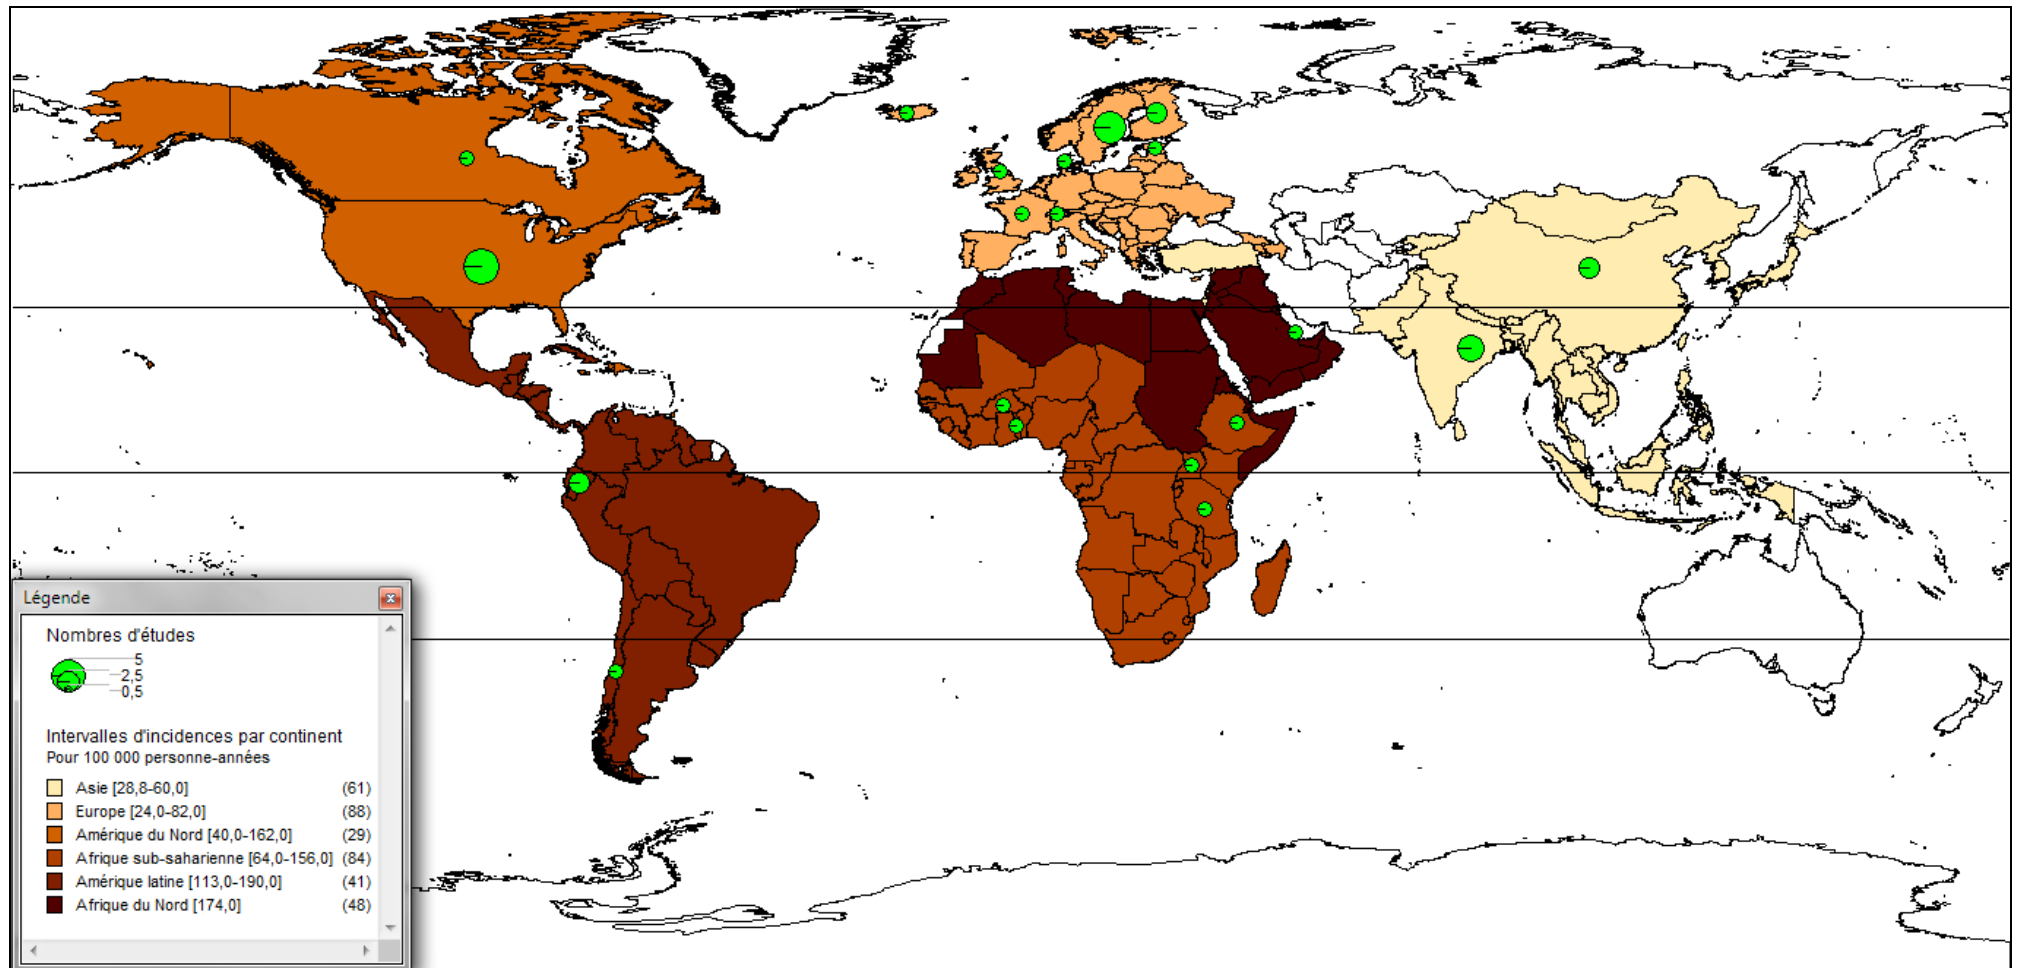 Légende
Nombres d'études
5
2,5
0,5
Intervalles d'incidences par continent
Pour 100 000 personne-années
Asie [28,8-60,0] (61)
Europe [24,0-82,0] (88)
Amérique du Nord [40,0-162,0] (29)
Afrique sub-saharienne [64,0-156,0] (84)
Amérique latine [113,0-190,0] (41)
Afrique du Nord [174,0] (48)